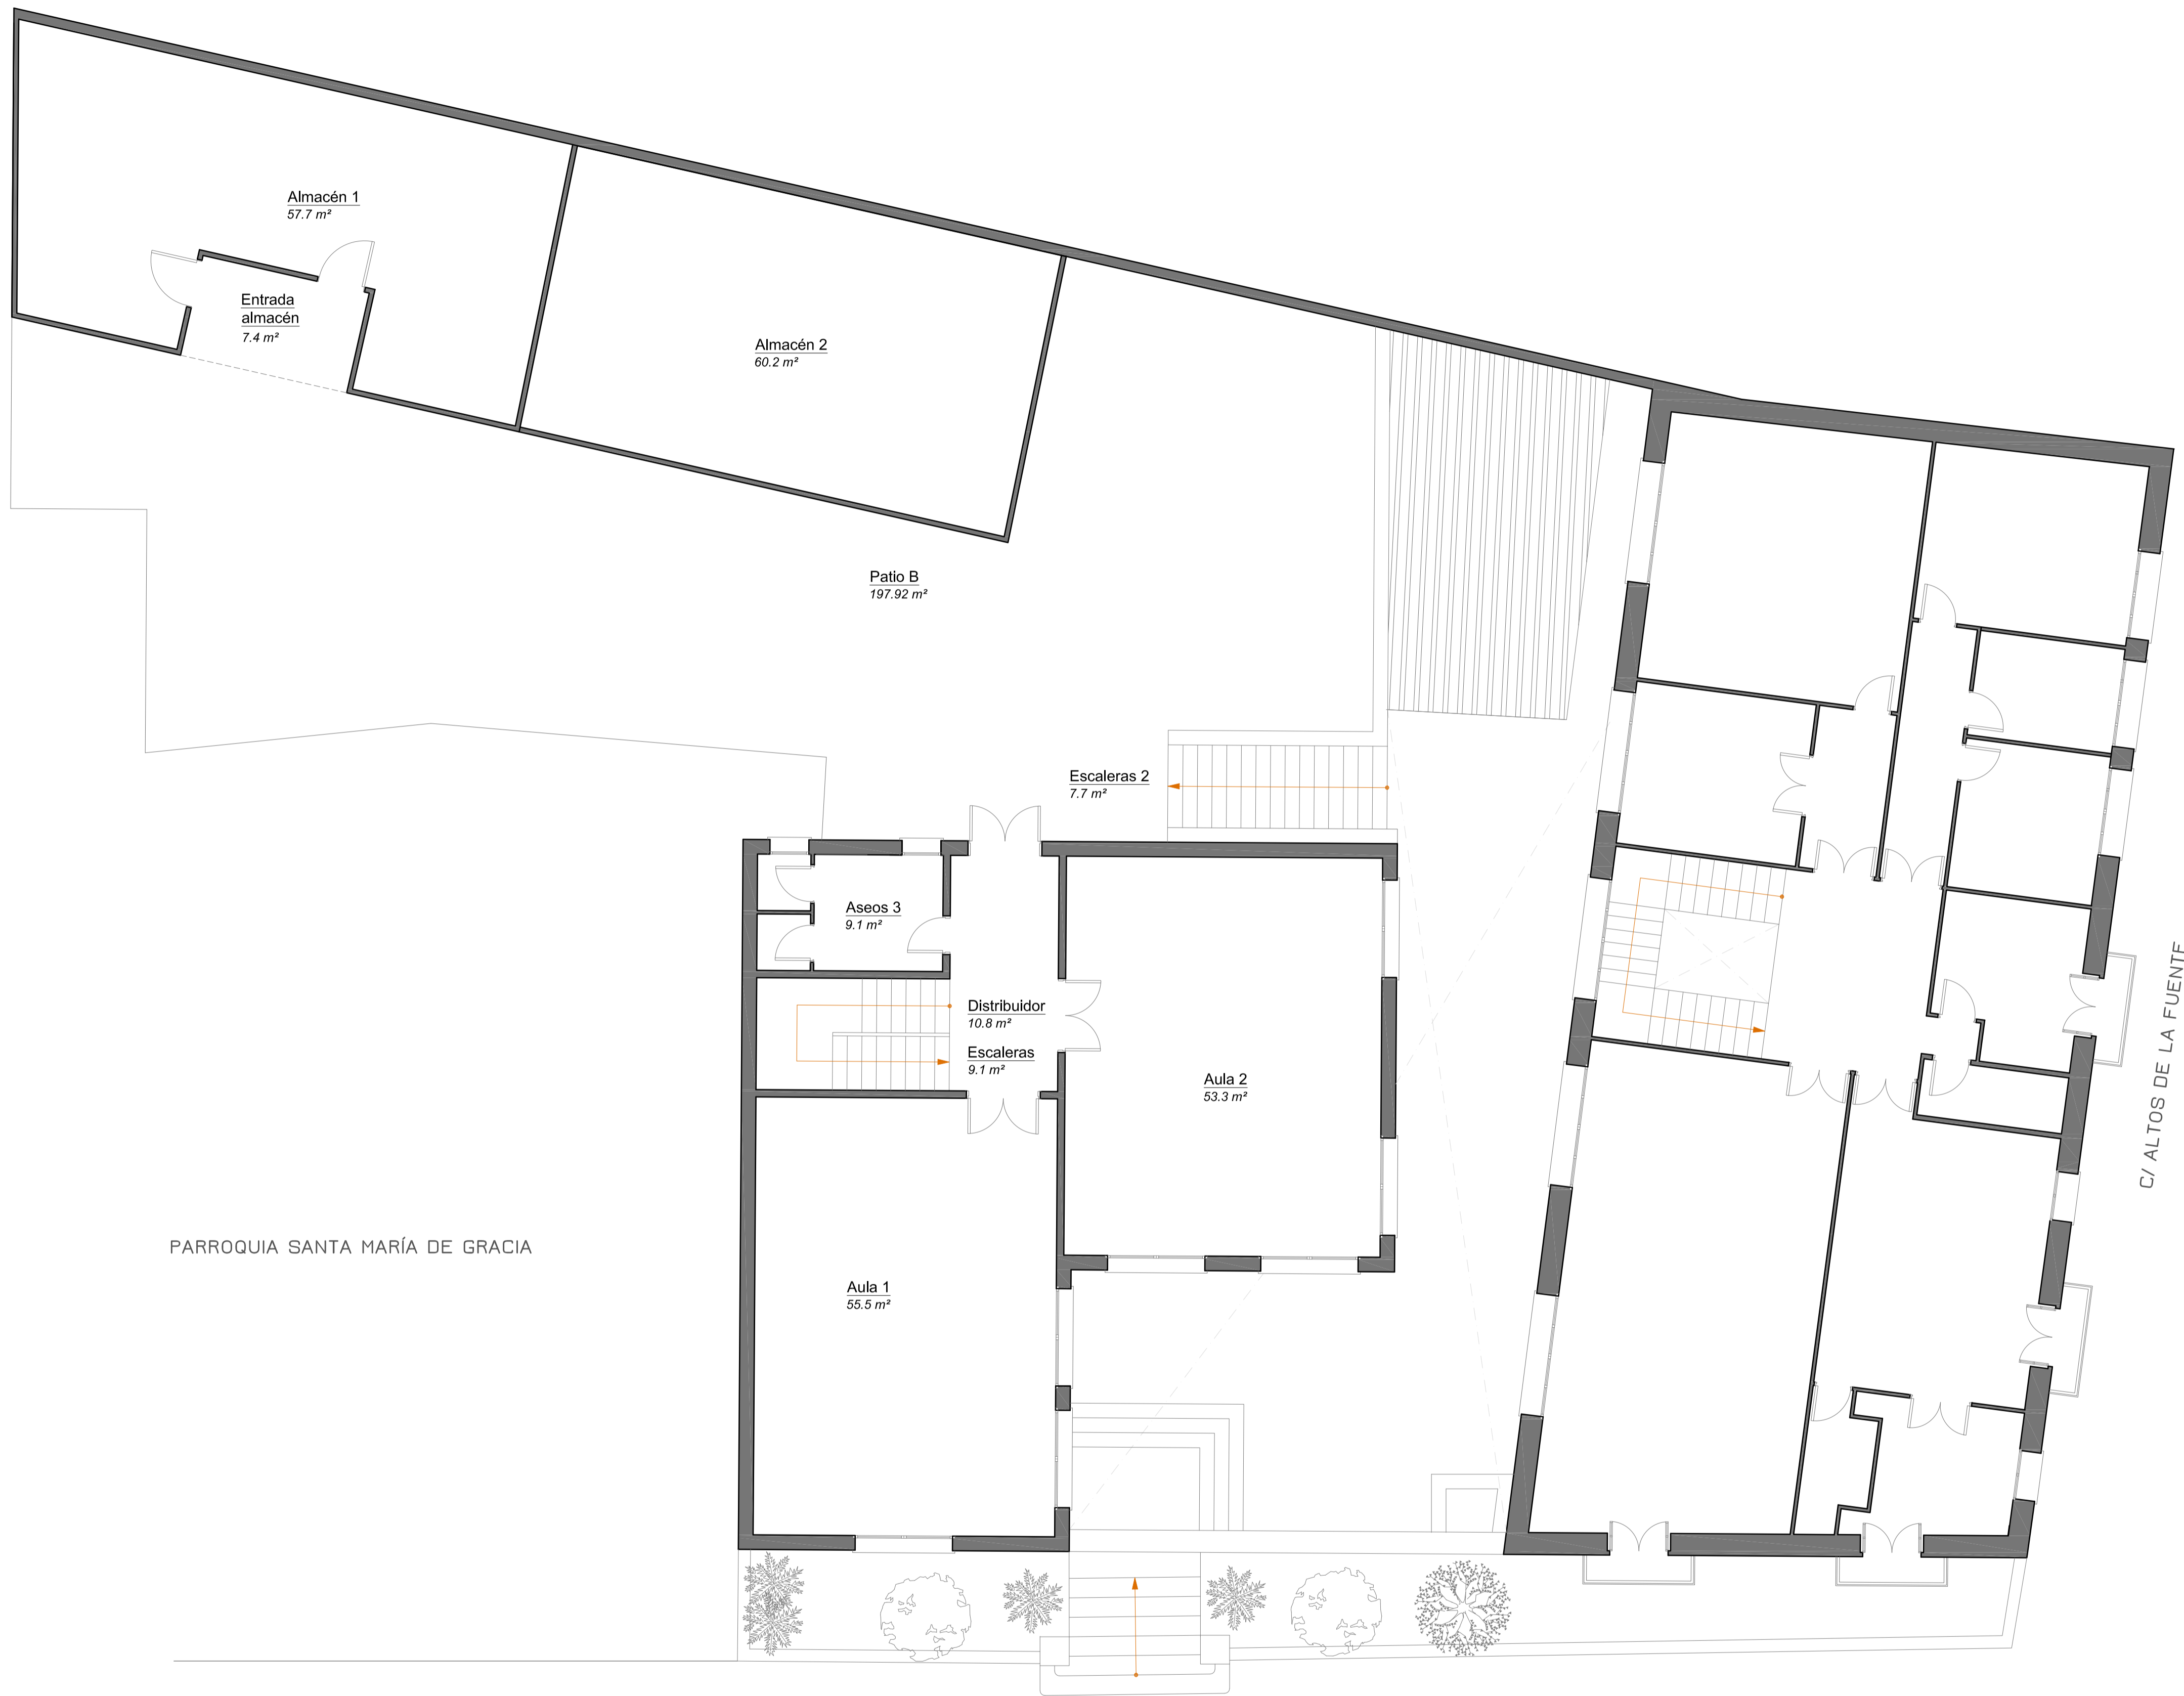 Almacén 1
57.7 m²
Entrada
almacén
7.4 m²
Almacén 2
60.2 m²
Patio B
197.92 m²
Escaleras 2
7.7 m²
Aseos 3
9.1 m²
Distribuidor
10.8 m²
Escaleras
9.1 m²
Aula 2
53.3 m²
Aula 1
55.5 m²
PARROQUIA SANTA MARÍA DE GRACIA
C/ ALTOS DE LA FUENTE